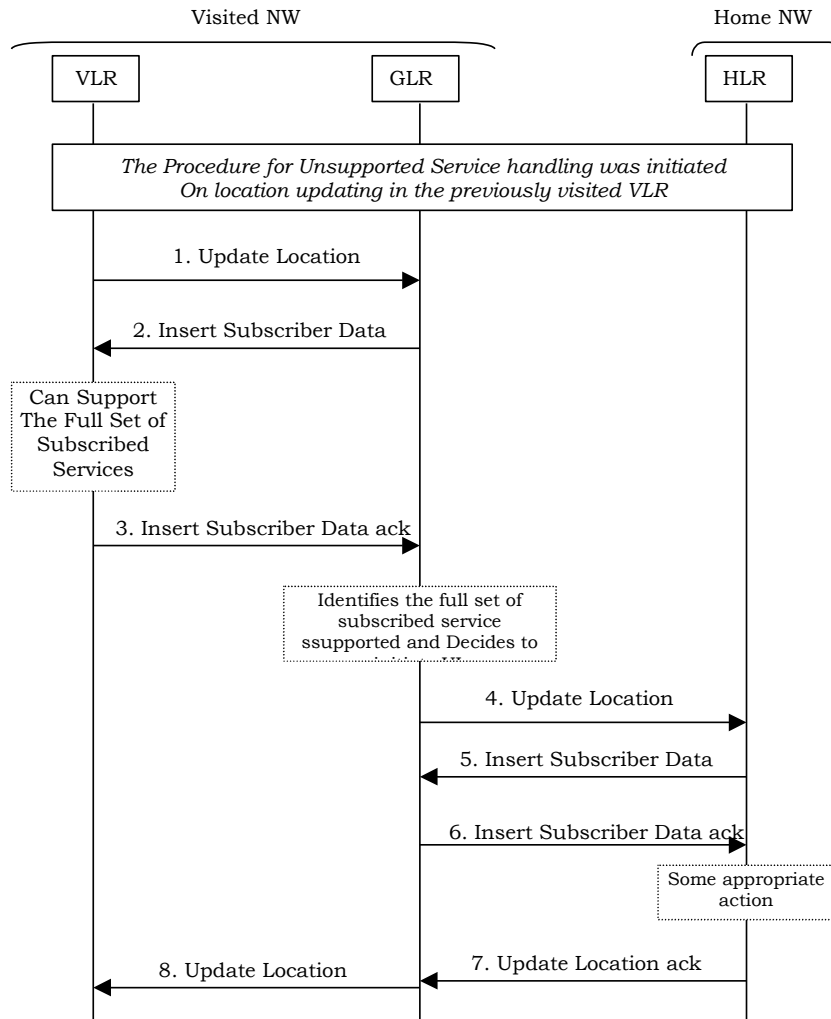 Visited NW
Home NW
VLR
GLR
HLR
The Procedure for Unsupported Service handling was initiated
On location updating in the previously visited VLR
1. Update Location
2. Insert Subscriber Data
Can Support
The Full Set of
Subscribed
Services
3. Insert Subscriber Data ack
Identifies the full set of
subscribed service
ssupported and Decides to
4. Update Location
5. Insert Subscriber Data
6. Insert Subscriber Data ack
Some appropriate
action
7. Update Location ack
8. Update Location